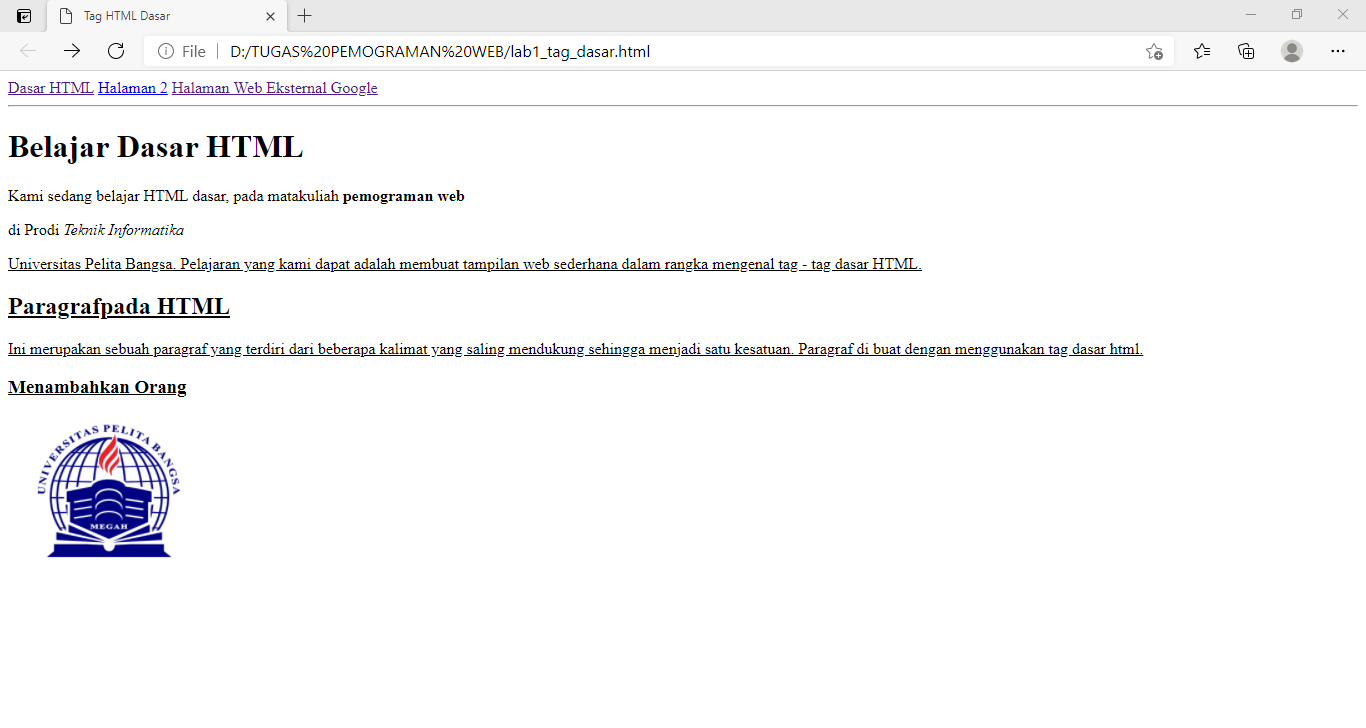 Tag HTML Dasar
File D:/TUGAS%20PEMOGRAMAN%20WEB/lab1_tag_dasar.html
Dasar HTML Halaman 2 Halaman Web Eksternal Google
Belajar Dasar HTML
Kami sedang belajar HTML dasar, pada matakuliah pemograman web
di Prodi Teknik Informatika
Universitas Pelita Bangsa. Pelajaran yang kami dapat adalah membuat tampilan web sederhana dalam rangka mengenal tag - tag dasar HTML.
Paragrafpada HTML
Ini merupakan sebuah paragraf yang terdiri dari beberapa kalimat yang saling mendukung sehingga menjadi satu kesatuan. Paragraf di buat dengan menggunakan tag dasar html.
Menambahkan Orang
UNIVERSITAS PELITA BANGSA
MEGAH